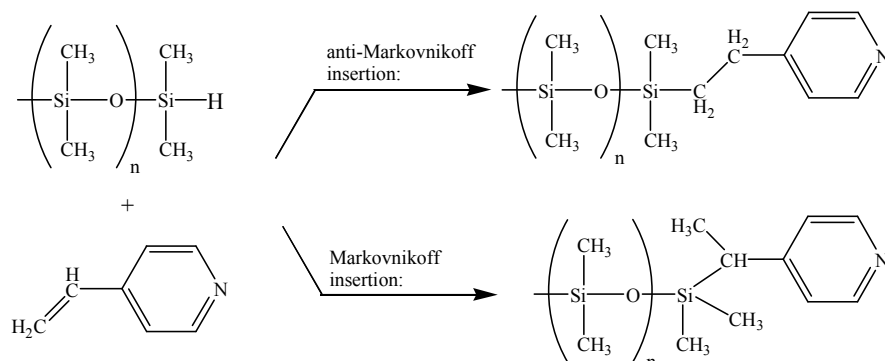 CH₃ CH₃
Si O Si H
CH₃ CH₃
n
+
H
H₂C
N
anti-Markovnikoff
insertion:
CH₃ CH₃ H₂
Si O Si C C N
CH₃ CH₃ H₂
n
Markovnikoff
insertion:
CH₃ H₃C
CH N
Si O Si
CH₃ H₃C CH₃
n